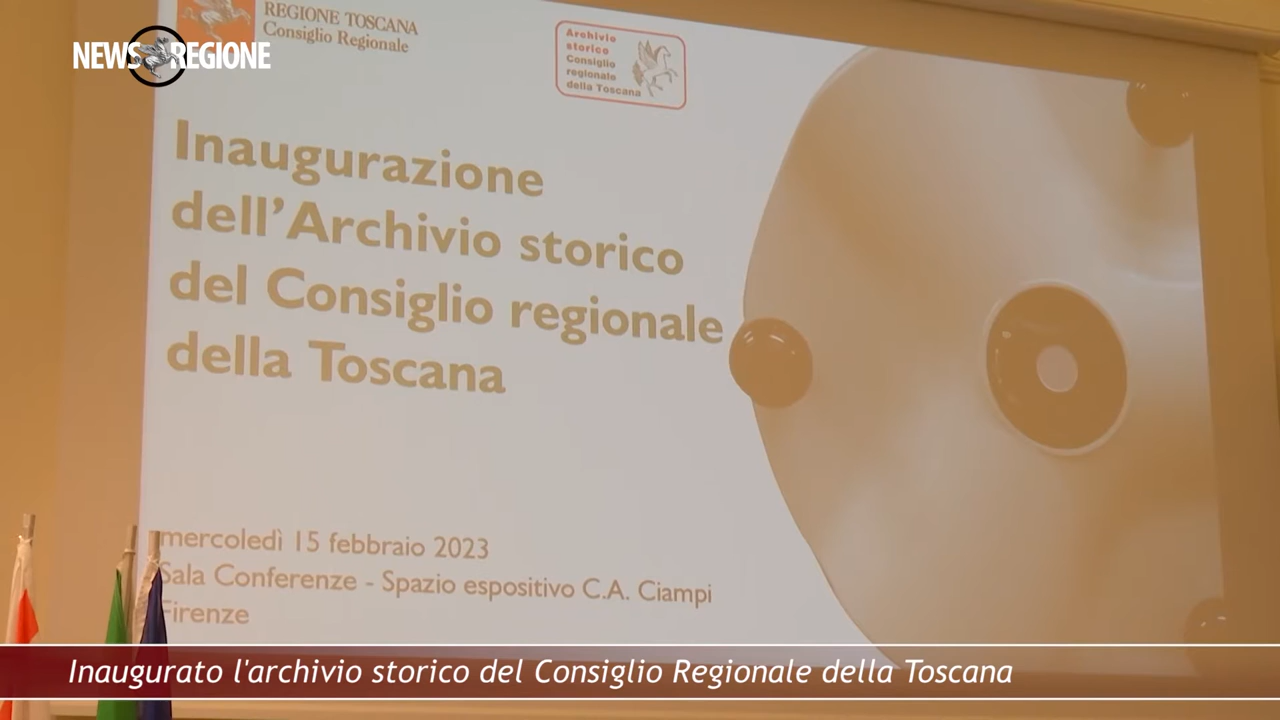 REGIONE TOSCANA
Consiglio Regionale
NEWS REGIONE
Archivio
storico
Consiglio
regionale
della Toscana
Inaugurazione
dell'Archivio storico
del Consiglio regionale
della Toscana
mercoledì 15 febbraio 2023
Sala Conferenze - Spazio espositivo C.A. Ciampi
Firenze
Inaugurato l'archivio storico del Consiglio Regionale della Toscana